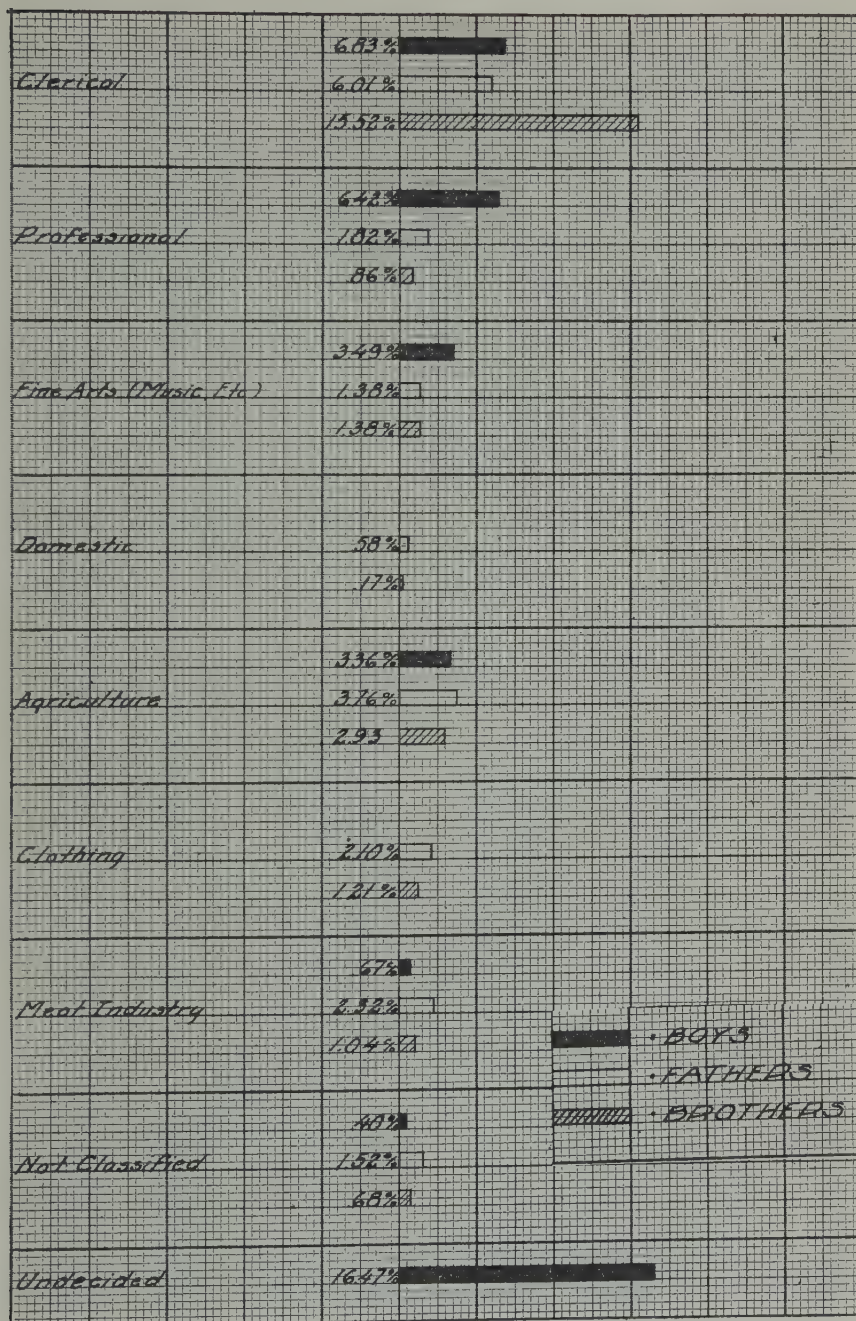 6.83%
Clerical 6.01%
15.52%
6.42%
Professional 1.82%
.86%
3.49%
Fine Arts (Music, Etc) 1.38%
1.38%
Domestic .58%
.17%
3.36%
Agriculture 3.76%
2.93
Clothing 2.10%
1.21%
.67%
Meat Industry 2.32%
1.04%
· BOYS
· FATHERS
· BROTHERS
.40%
Not Classified 1.52%
.68%
Undecided 16.47%